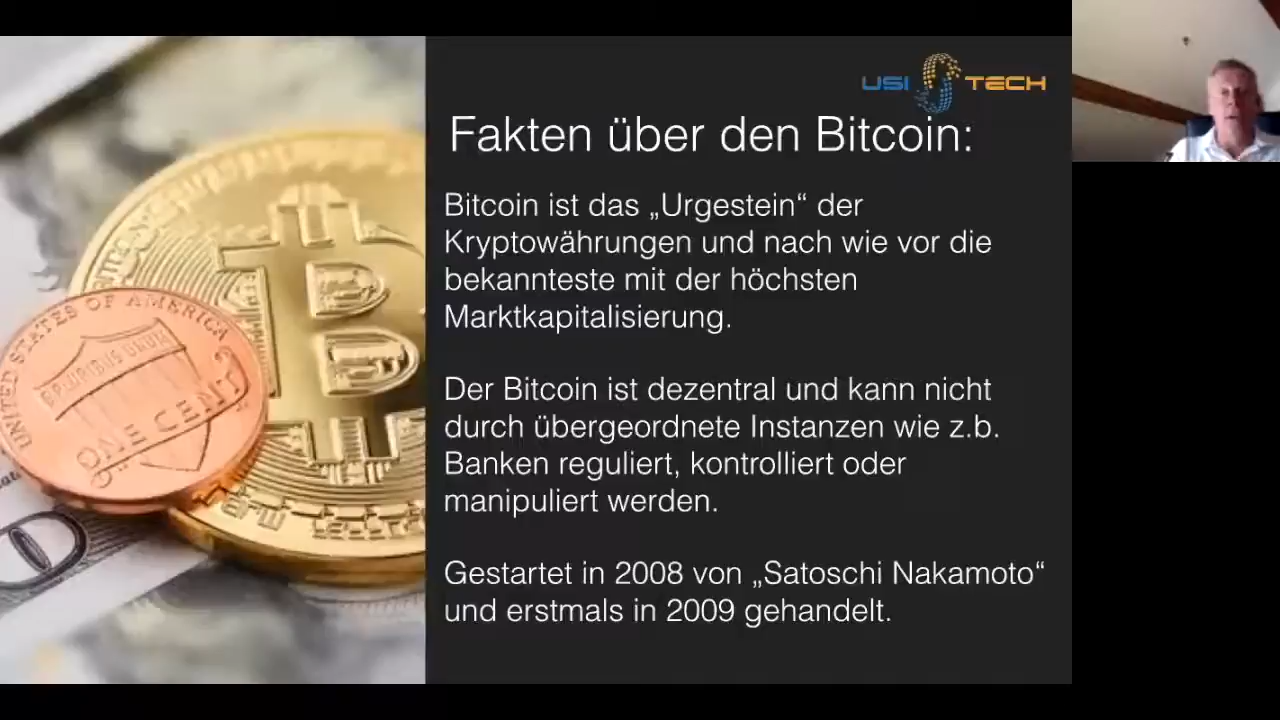 USI TECH
Fakten über den Bitcoin:
Bitcoin ist das „Urgestein“ der
Kryptowährungen und nach wie vor die
bekannteste mit der höchsten
Marktkapitalisierung.
Der Bitcoin ist dezentral und kann nicht
durch übergeordnete Instanzen wie z.b.
Banken reguliert, kontrolliert oder
manipuliert werden.
Gestartet in 2008 von „Satoschi Nakamoto“
und erstmals in 2009 gehandelt.
UNITED STATES OF AMERICA
E PLURIBUS UNUM
ONE CENT